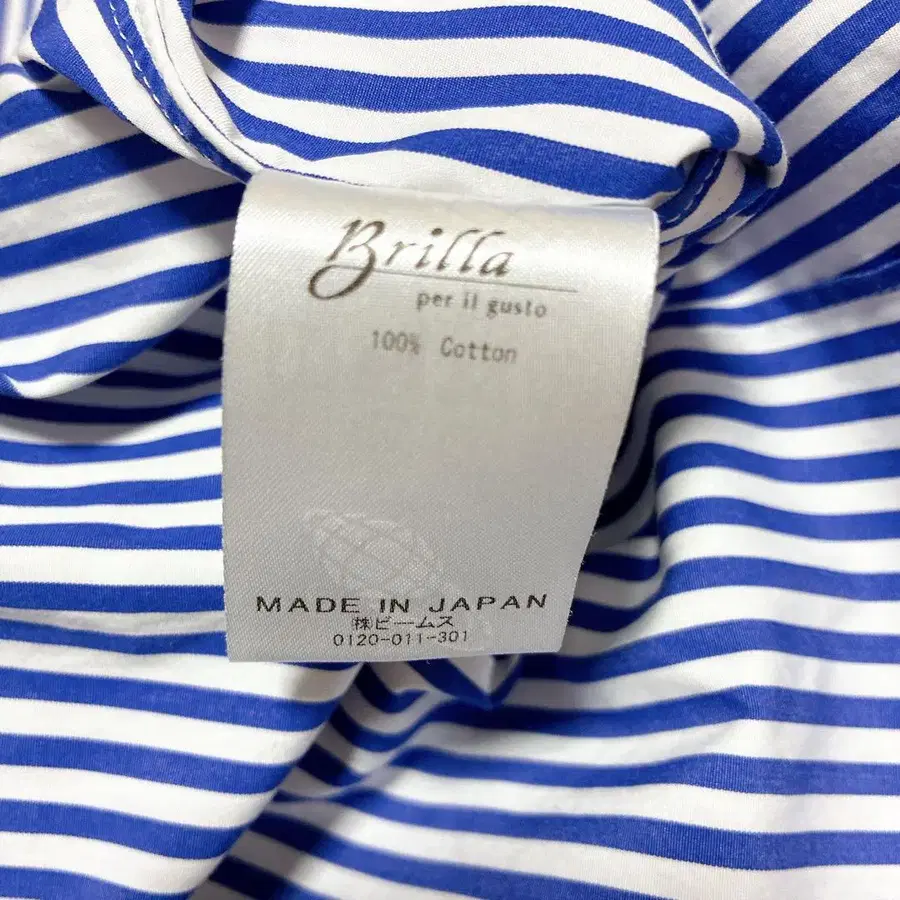 Brilla
per il gusto
100% Cotton
MADE IN JAPAN
㈱ビームス
0120-011-301